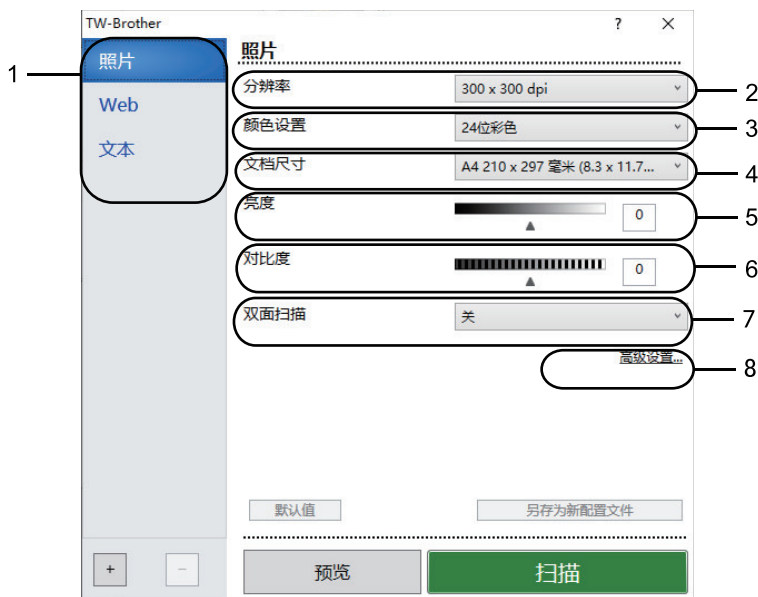 TW-Brother ? ×
照片
Web
文本
照片
分辨率 300 x 300 dpi
颜色设置 24位彩色
文档尺寸 A4 210 x 297 毫米 (8.3 x 11.7...
亮度 0
对比度 0
双面扫描 关
高级设置...
默认值 另存为新配置文件
+ − 预览 扫描
1
2
3
4
5
6
7
8